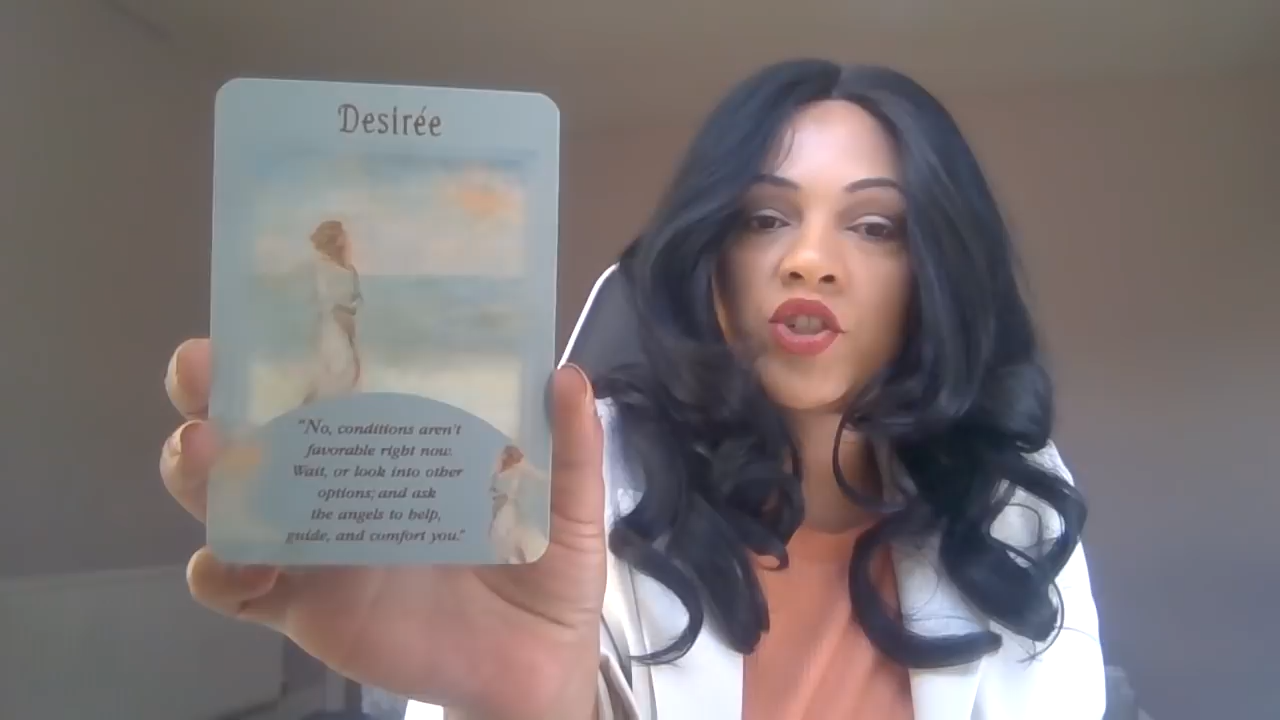 Desirée
"No, conditions aren't
favorable right now.
Wait, or look into other
options; and ask
the angels to help,
guide, and comfort you."